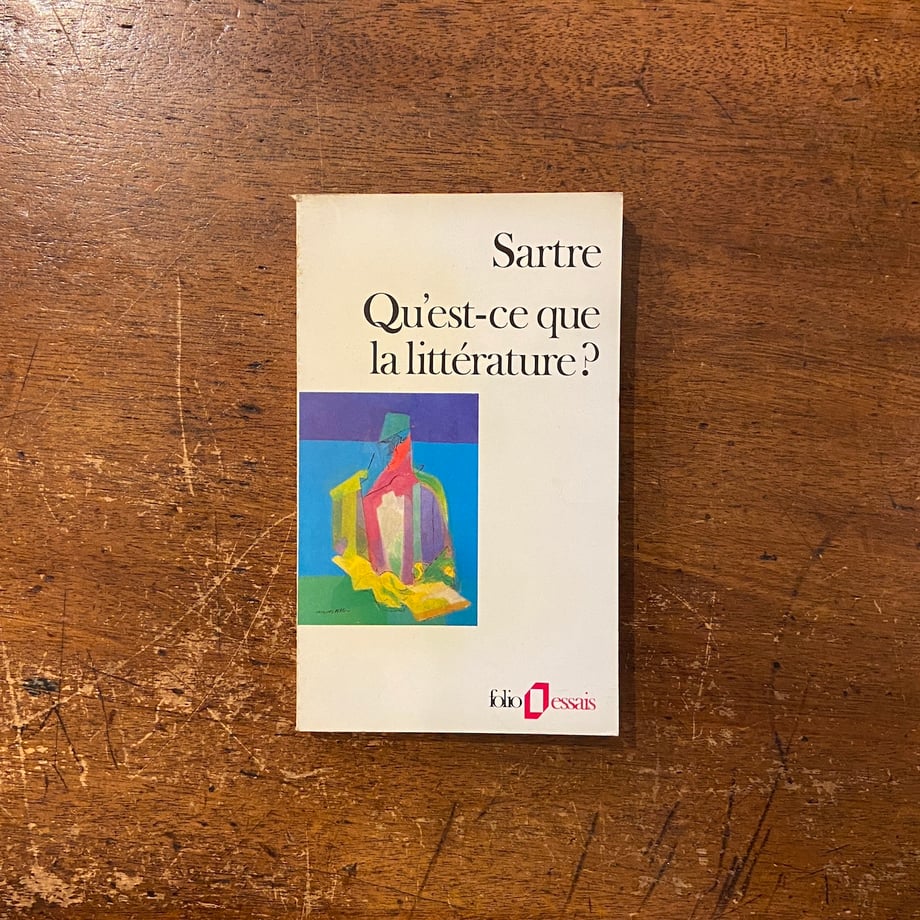 Sartre
Qu'est-ce que
la littérature ?
folio essais